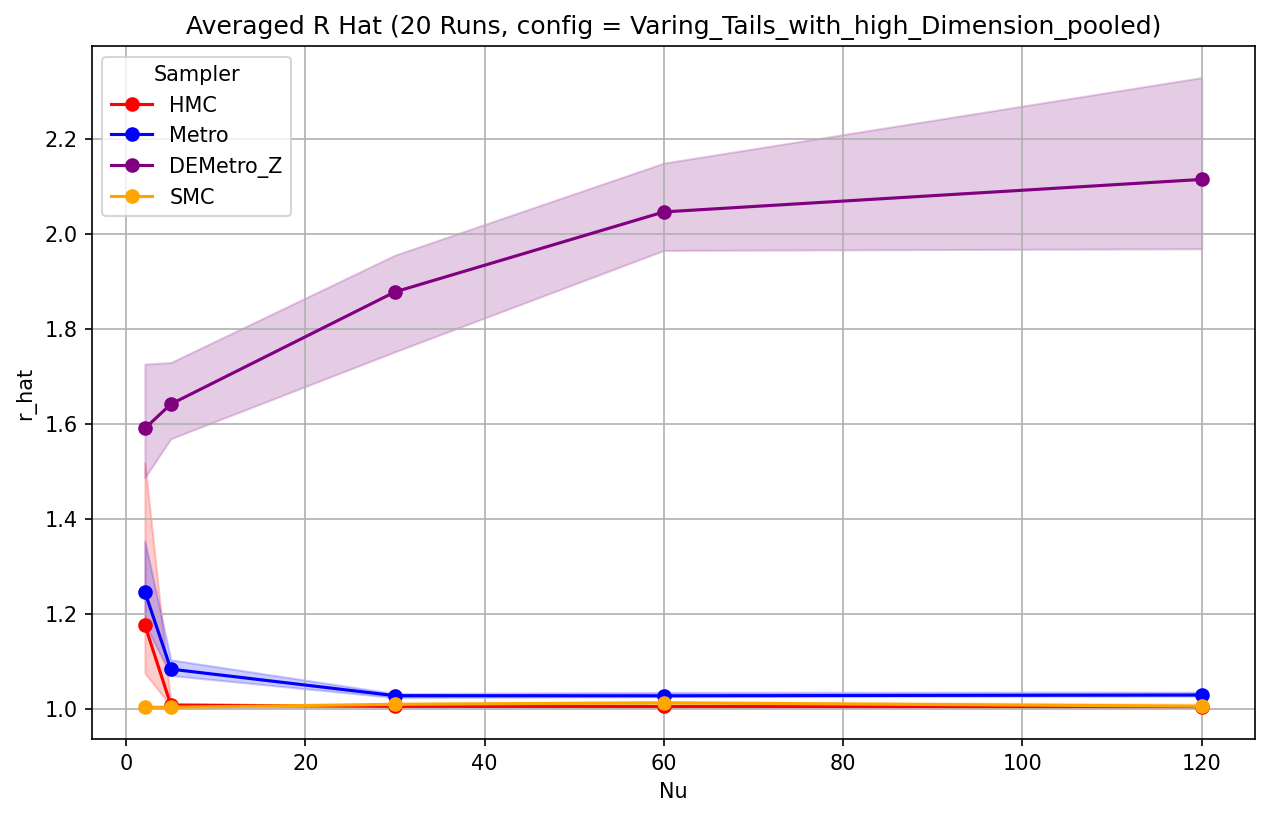 Averaged R Hat (20 Runs, config = Varing_Tails_with_high_Dimension_pooled)
Sampler
HMC
Metro
DEMetro_Z
SMC
r_hat
2.2
2.0
1.8
1.6
1.4
1.2
1.0
0 20 40 60 80 100 120
Nu